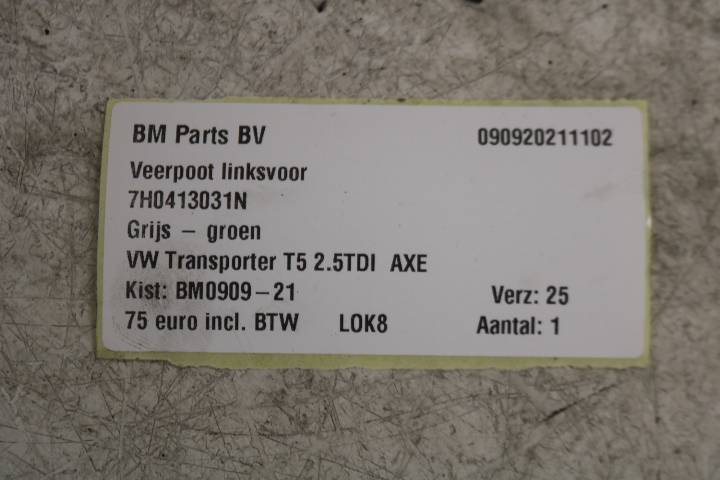 BM Parts BV 090920211102
Veerpoot linksvoor
7H0413031N
Grijs – groen
VW Transporter T5 2.5TDI AXE
Kist: BM0909–21 Verz: 25
75 euro incl. BTW LOK8 Aantal: 1